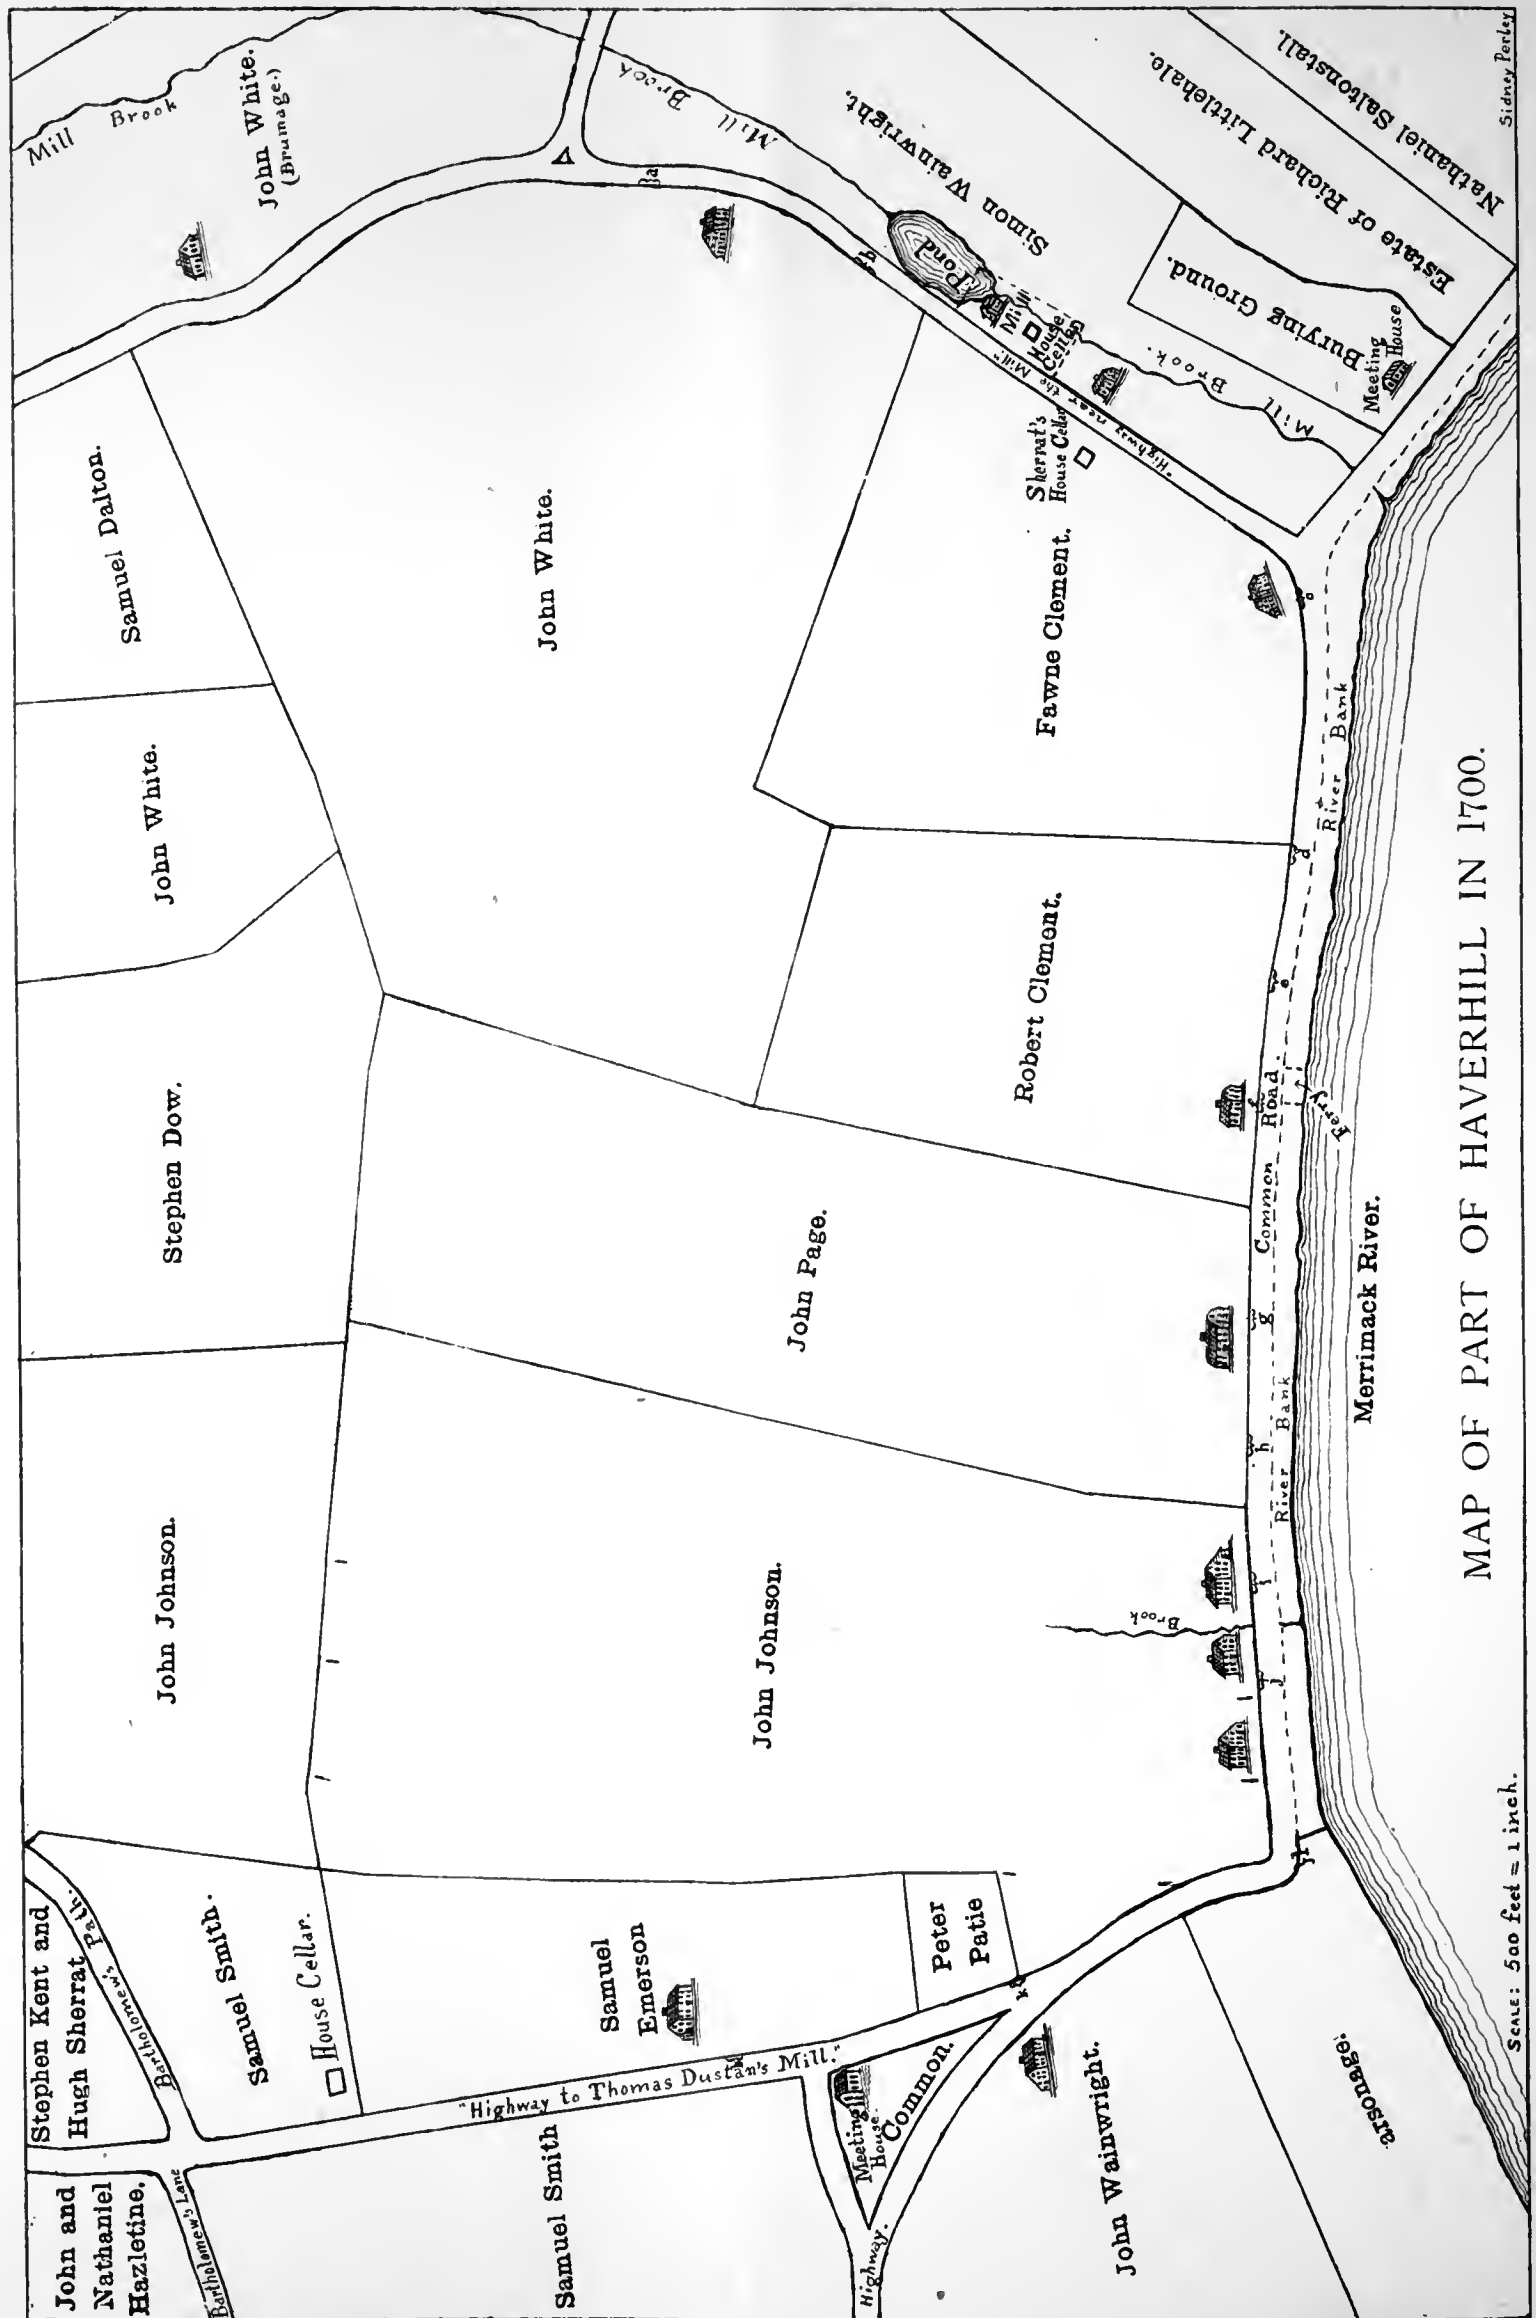 MAP OF PART OF HAVERHILL IN 1700.
SCALE: 500 feet = 1 inch.
Sidney Perley
Stephen Kent and
Hugh Sherrat
John and
Nathaniel
Hazletine.
Bartholomew's Path.
Bartholomew's Lane
Samuel Smith.
House Cellar.
Samuel Smith
"Highway to Thomas Dustan's Mill."
Samuel
Emerson
Peter
Patie
Meeting
House
Common.
Highway.
John Wainwright.
arsonage.
John Johnson.
John Johnson.
Brook
Stephen Dow.
John Page.
John White.
Samuel Dalton.
John White.
Robert Clement.
Fawne Clement.
Sherrat's
House Cellar
John White.
(Brumage.)
Mill Brook
Mill Brook
Simon Wainwright.
Pond
Mill
House
Cellar
"Highway near the Mill."
Mill Brook.
Burying Ground.
Meeting
House
Estate of Richard Littlehale.
Nathaniel Saltonstall.
River Bank
Common Road
Ferry
River Bank
Merrimack River.
a
b
c
d
e
f
g
h
i
j
k